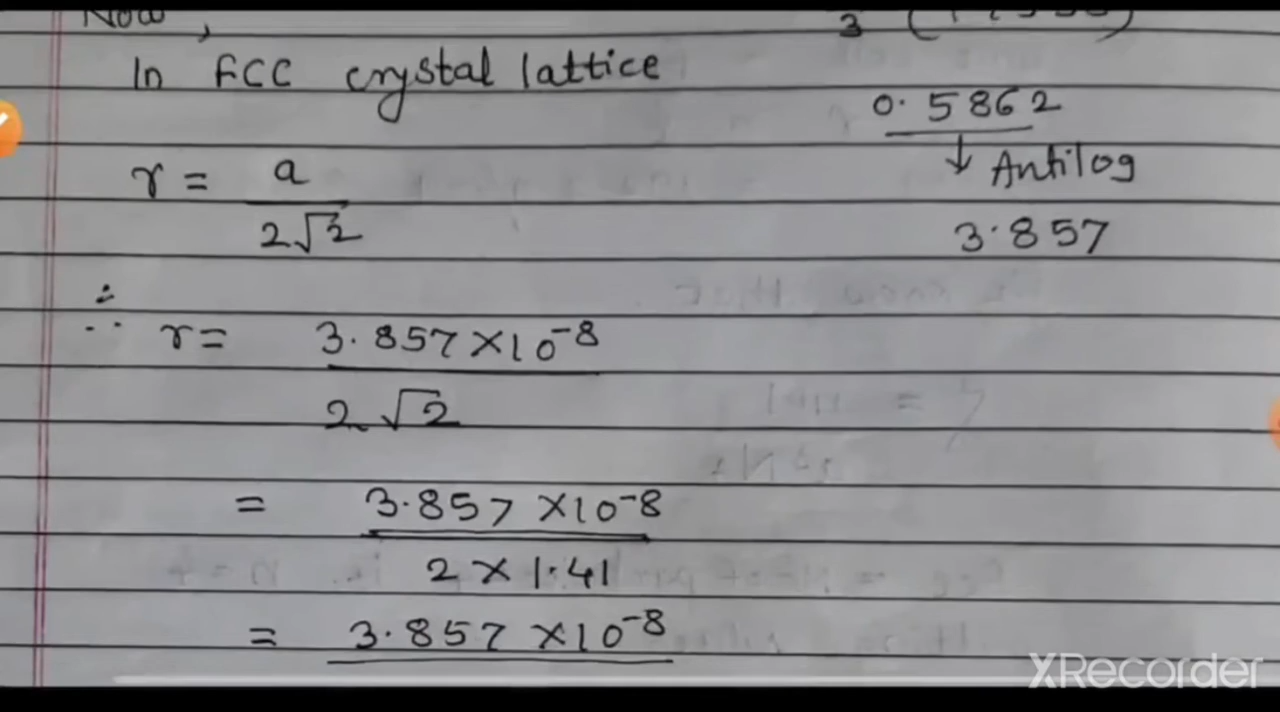 Now,
In FCC crystal lattice
0.5862
↓ Antilog
3.857
r = a / 2√2
∴ r = 3.857 × 10⁻⁸ / 2√2
= 3.857 × 10⁻⁸ / 2 × 1.41
= 3.857 × 10⁻⁸
XRecorder